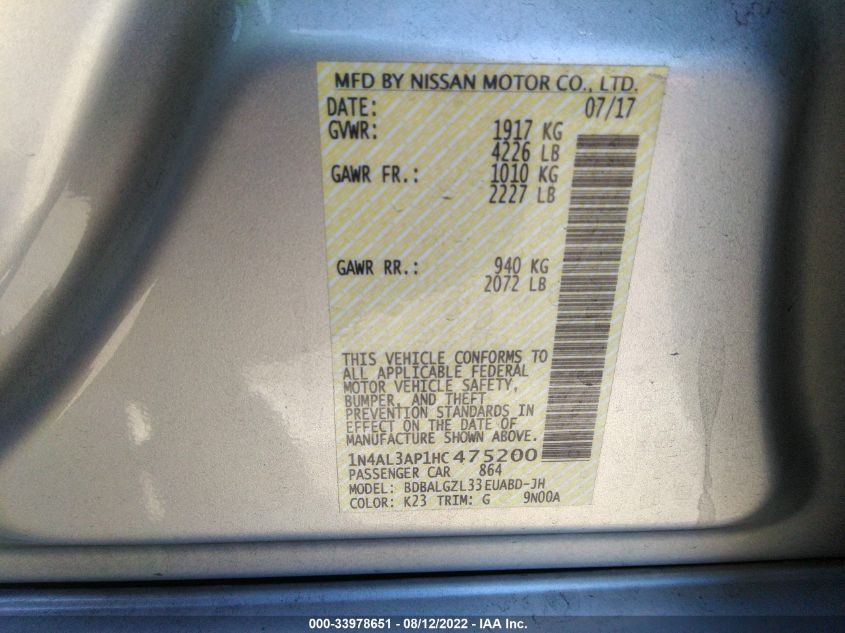 MFD BY NISSAN MOTOR CO., LTD.
DATE: 07/17
GVWR: 1917 KG
4226 LB
GAWR FR.: 1010 KG
2227 LB
GAWR RR.: 940 KG
2072 LB
THIS VEHICLE CONFORMS TO
ALL APPLICABLE FEDERAL
MOTOR VEHICLE SAFETY,
BUMPER, AND THEFT
PREVENTION STANDARDS IN
EFFECT ON THE DATE OF
MANUFACTURE SHOWN ABOVE.
1N4AL3AP1HC475200
PASSENGER CAR 864
MODEL: BDBALGZL33EUABD-JH
COLOR: K23 TRIM: G 9N00A
000-33978651 - 08/12/2022 - IAA Inc.